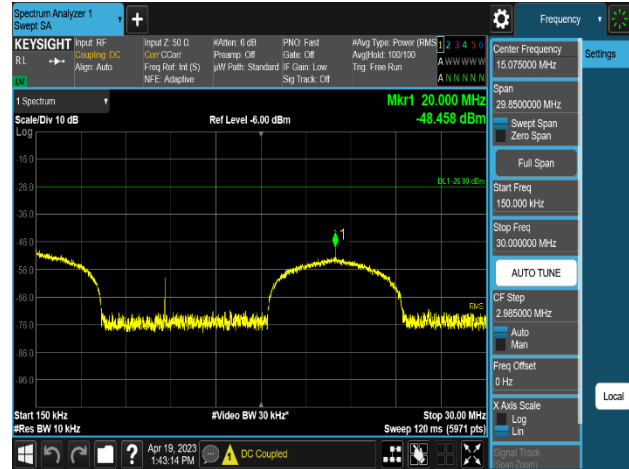 Spectrum Analyzer 1
Swept SA
Frequency
KEYSIGHT
RL
Input: RF
Coupling: DC
Align: Auto
Input Z: 50 Ω
Corr CCorr
Freq Ref: Int (S)
NFE: Adaptive
#Atten: 6 dB
Preamp: Off
µW Path: Standard
PNO: Fast
Gate: Off
IF Gain: Low
Sig Track: Off
#Avg Type: Power (RMS
Avg|Hold: 100/100
Trig: Free Run
1 2 3 4 5 6
A W W W W W
A N N N N N
1 Spectrum
Scale/Div 10 dB
Log
Ref Level -6.00 dBm
Mkr1 20.000 MHz
-48.458 dBm
-16.0
-26.0
-36.0
-46.0
-56.0
-66.0
-76.0
-86.0
-96.0
1
RMS
Start 150 kHz
#Res BW 10 kHz
#Video BW 30 kHz*
Stop 30.00 MHz
Sweep 120 ms (5971 pts)
Apr 19, 2023
1:43:14 PM
DC Coupled
Center Frequency
15.075000 MHz
Span
29.8500000 MHz
Swept Span
Zero Span
Full Span
Start Freq
150.000 kHz
Stop Freq
30.000000 MHz
AUTO TUNE
CF Step
2.985000 MHz
Auto
Man
Freq Offset
0 Hz
X Axis Scale
Log
Lin
Signal Track
(Span Zoom)
Settings
Local